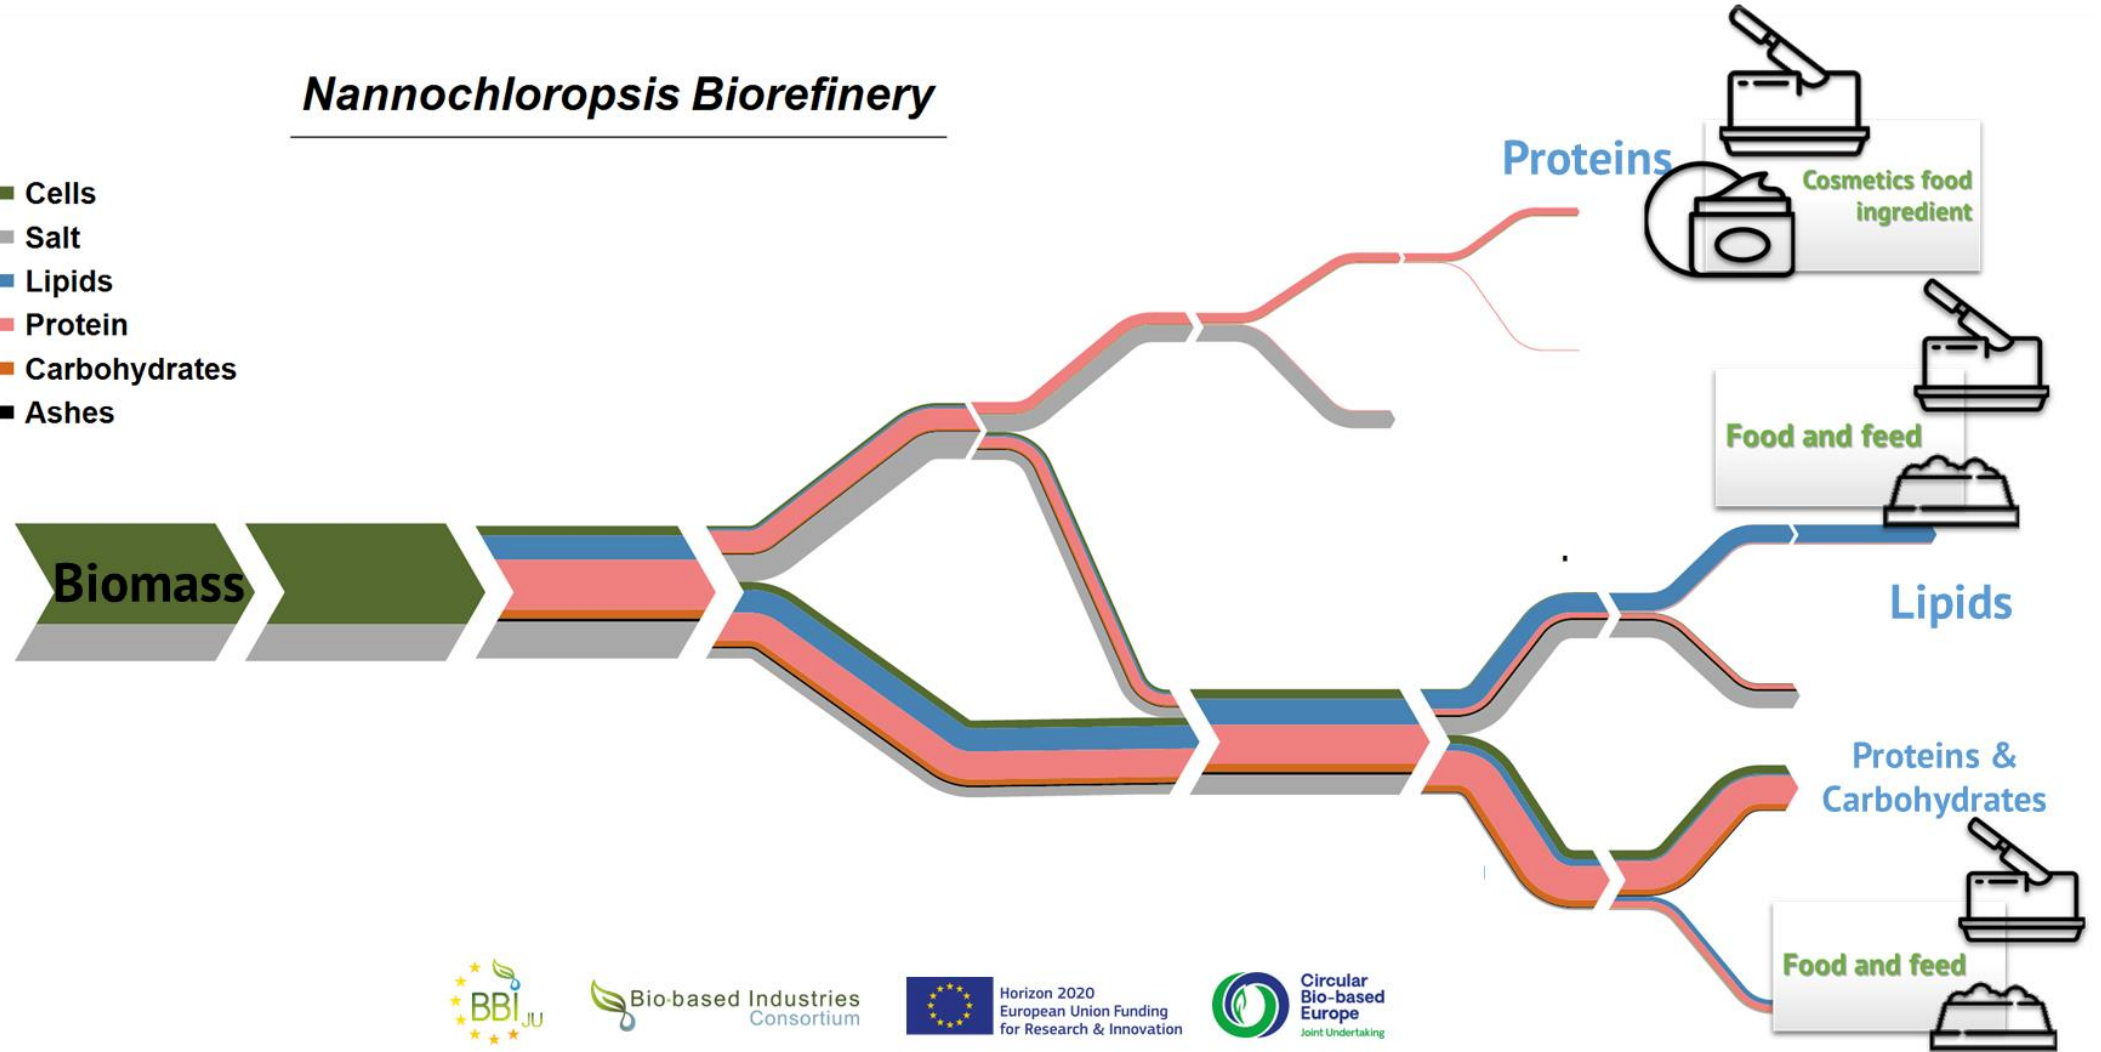 Nannochloropsis Biorefinery
Cells
Salt
Lipids
Protein
Carbohydrates
Ashes
Biomass
Proteins
Cosmetics food
ingredient
Food and feed
Lipids
Proteins &
Carbohydrates
Food and feed
BBI JU
Bio-based Industries
Consortium
Horizon 2020
European Union Funding
for Research & Innovation
Circular
Bio-based
Europe
Joint Undertaking